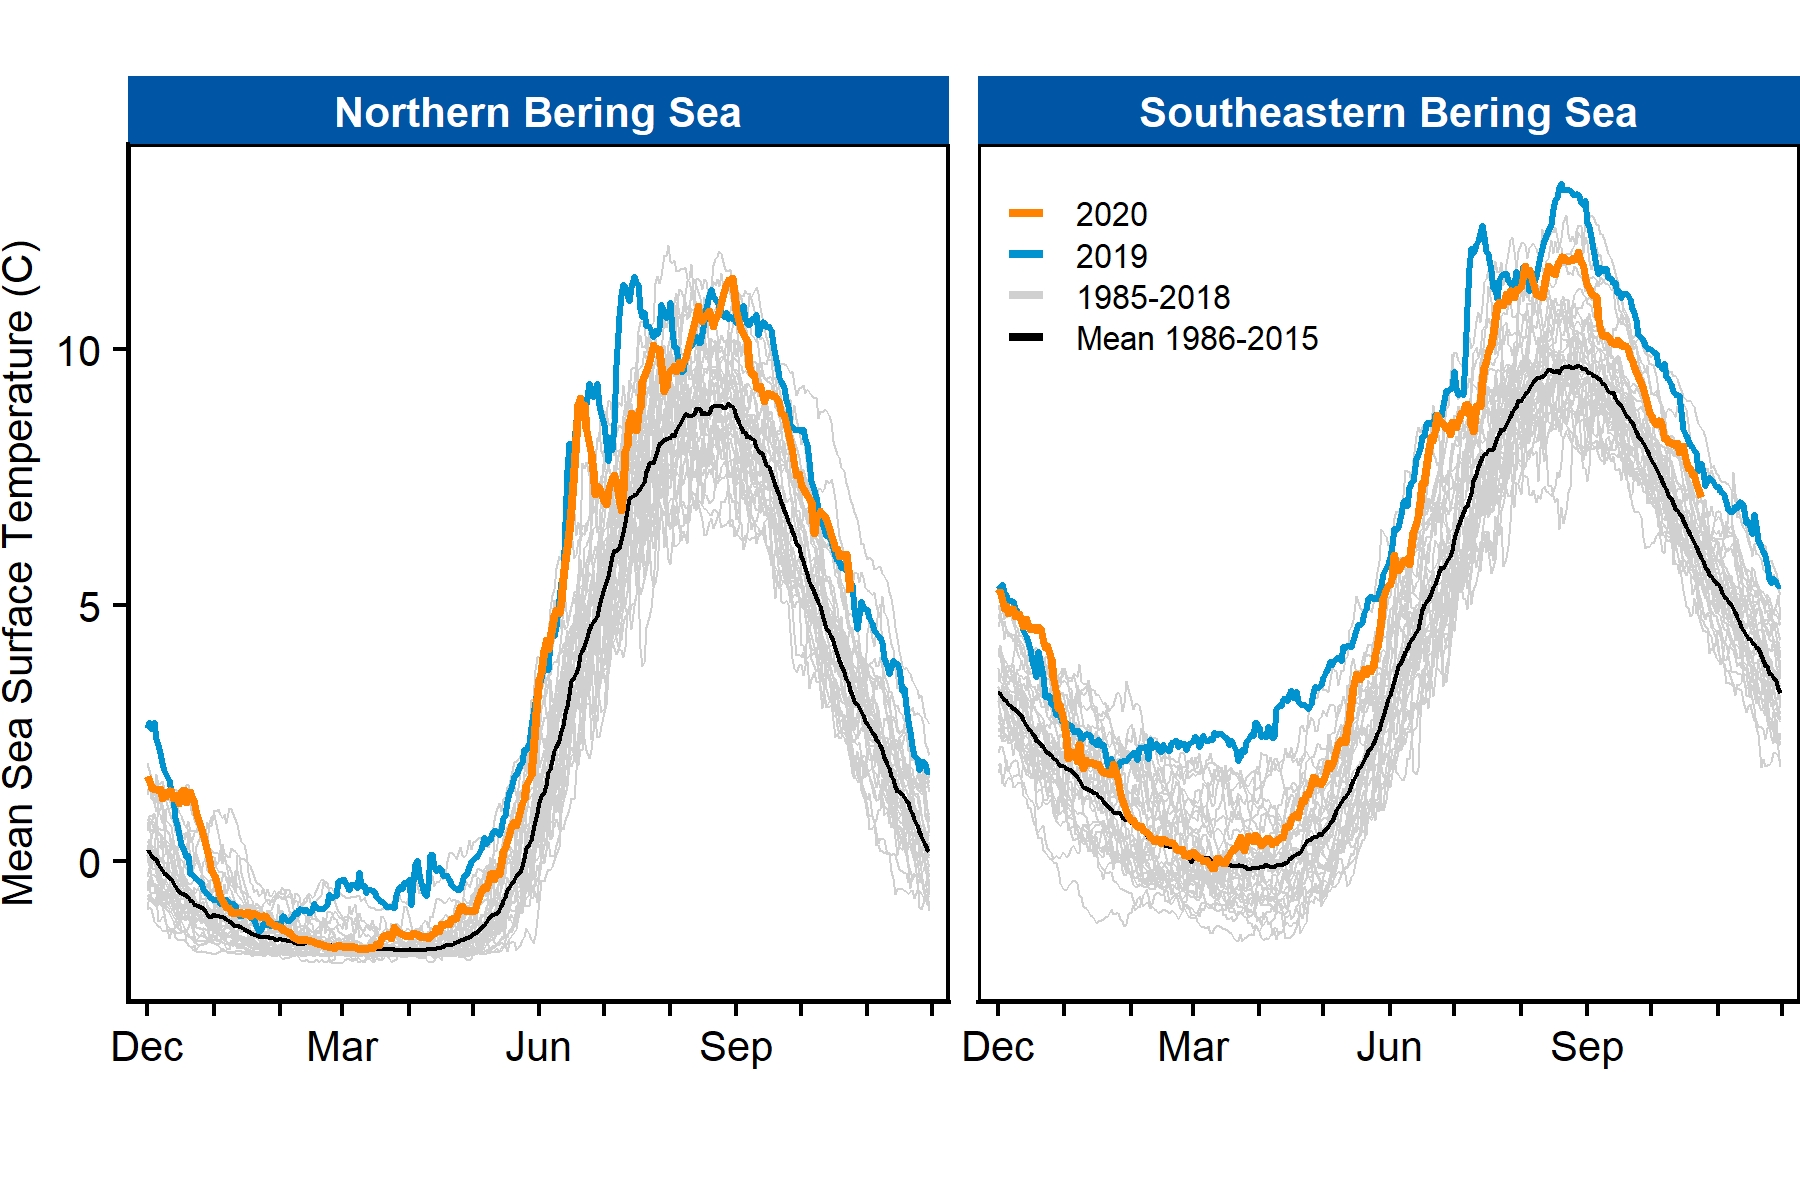 Northern Bering Sea
Southeastern Bering Sea
Mean Sea Surface Temperature (C)
10
5
0
2020
2019
1985-2018
Mean 1986-2015
Dec Mar Jun Sep
Dec Mar Jun Sep